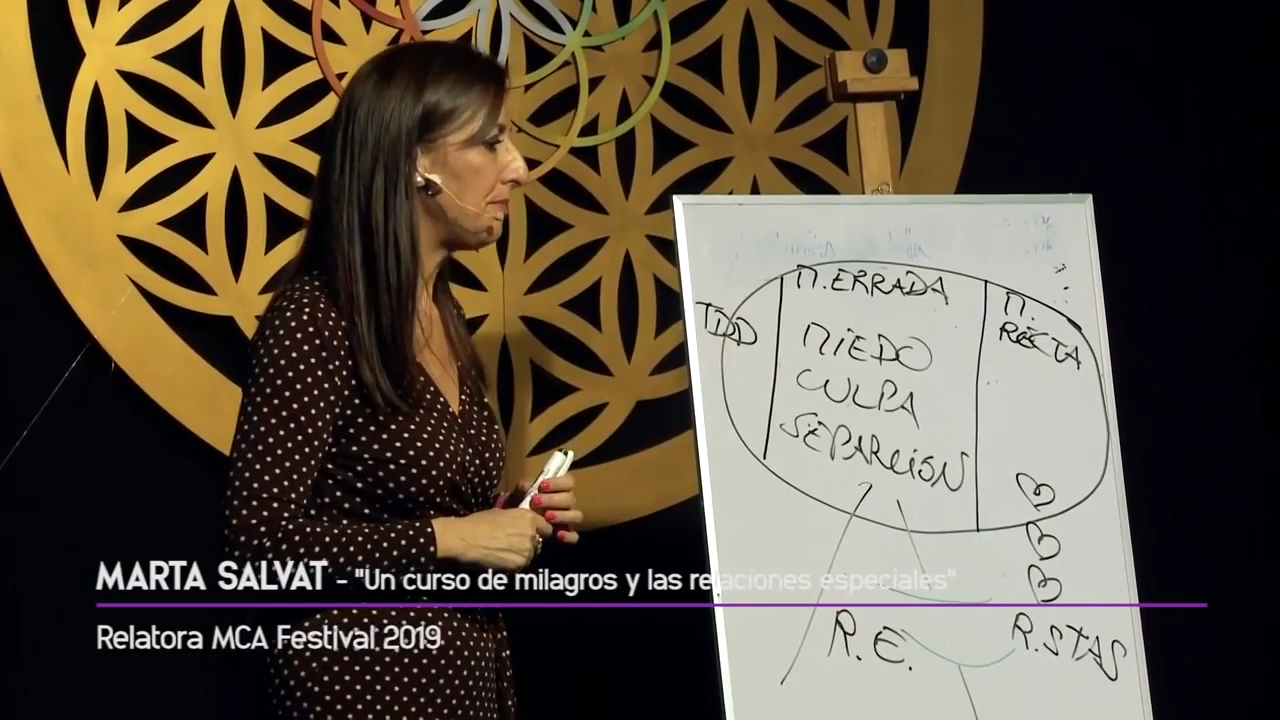 M. ERRADA
M.
RECTA
TDD
MIEDO
CULPA
SEPARCIÓN
MARTA SALVAT - "Un curso de milagros y las relaciones especiales"
Relatora MCA Festival 2019
R.E.
R.STAS